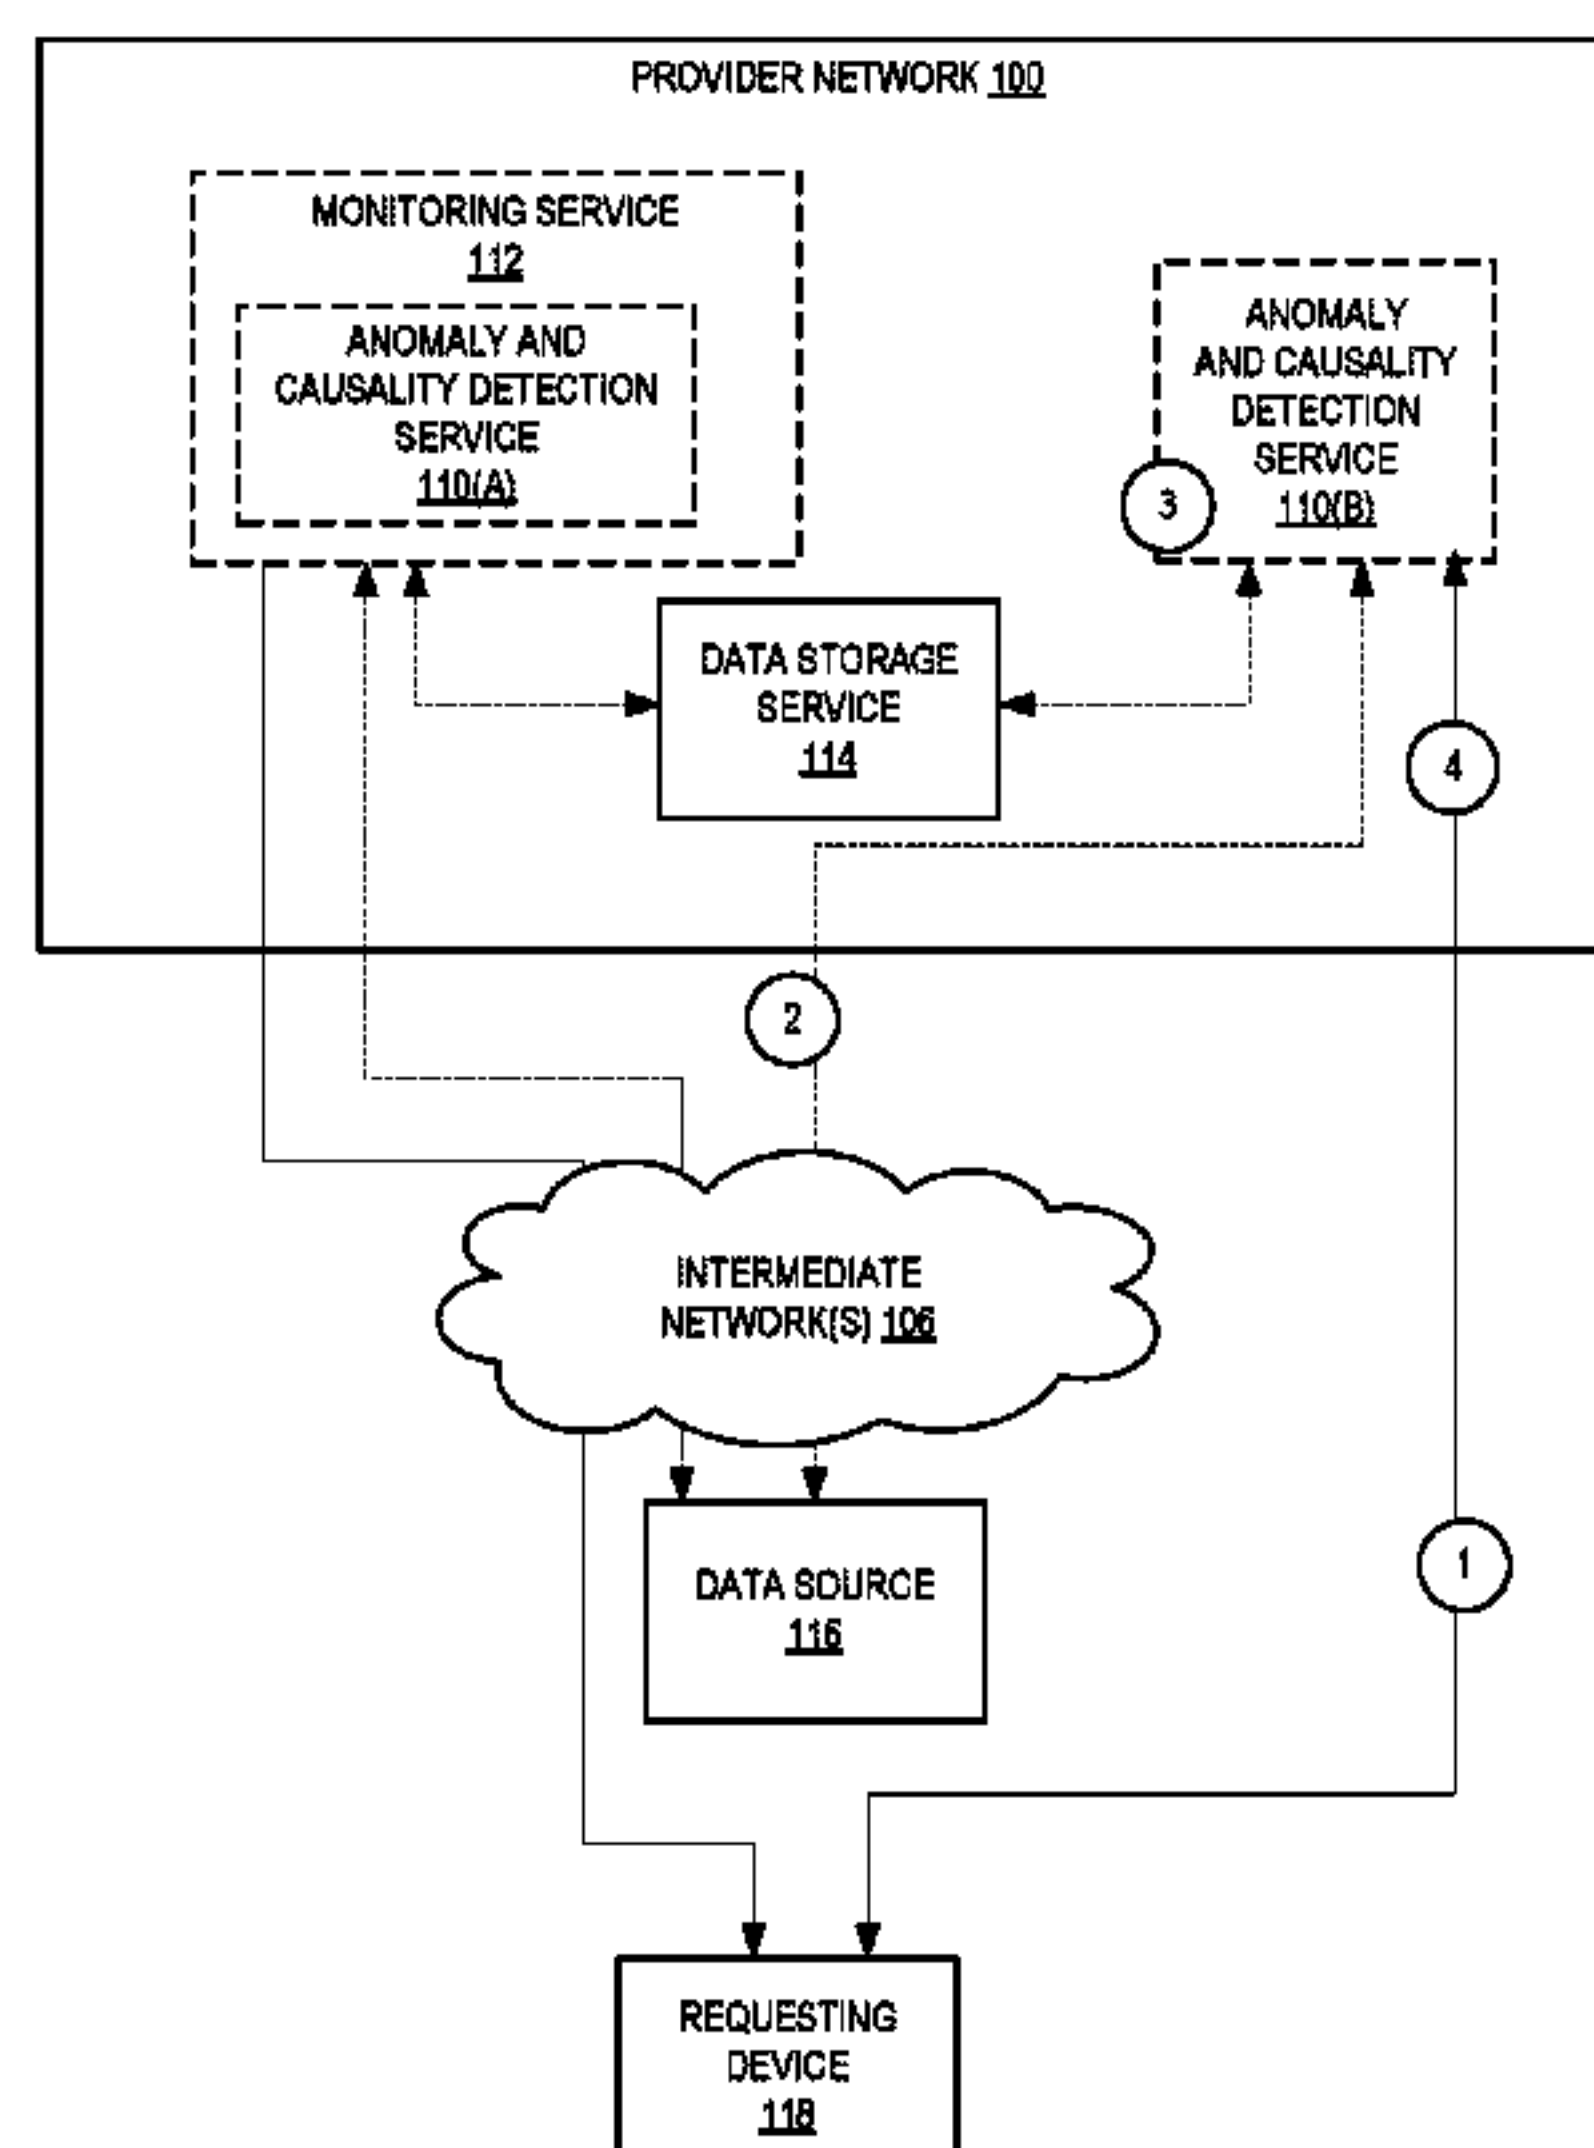 PROVIDER NETWORK 100
MONITORING SERVICE
112
ANOMALY AND
CAUSALITY DETECTION
SERVICE
110(A)
ANOMALY
AND CAUSALITY
DETECTION
SERVICE
110(B)
3
DATA STORAGE
SERVICE
114
4
2
INTERMEDIATE
NETWORK(S) 106
DATA SOURCE
116
1
REQUESTING
DEVICE
118